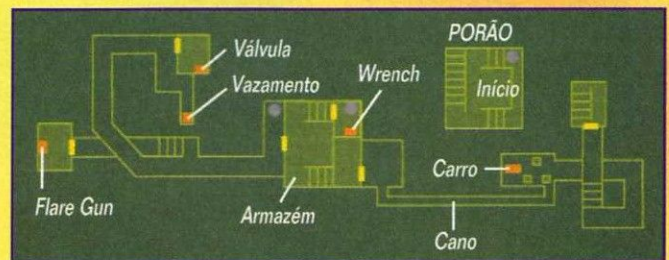 Válvula
PORÃO
Vazamento
Wrench
Início
Flare Gun
Armazém
Carro
Cano